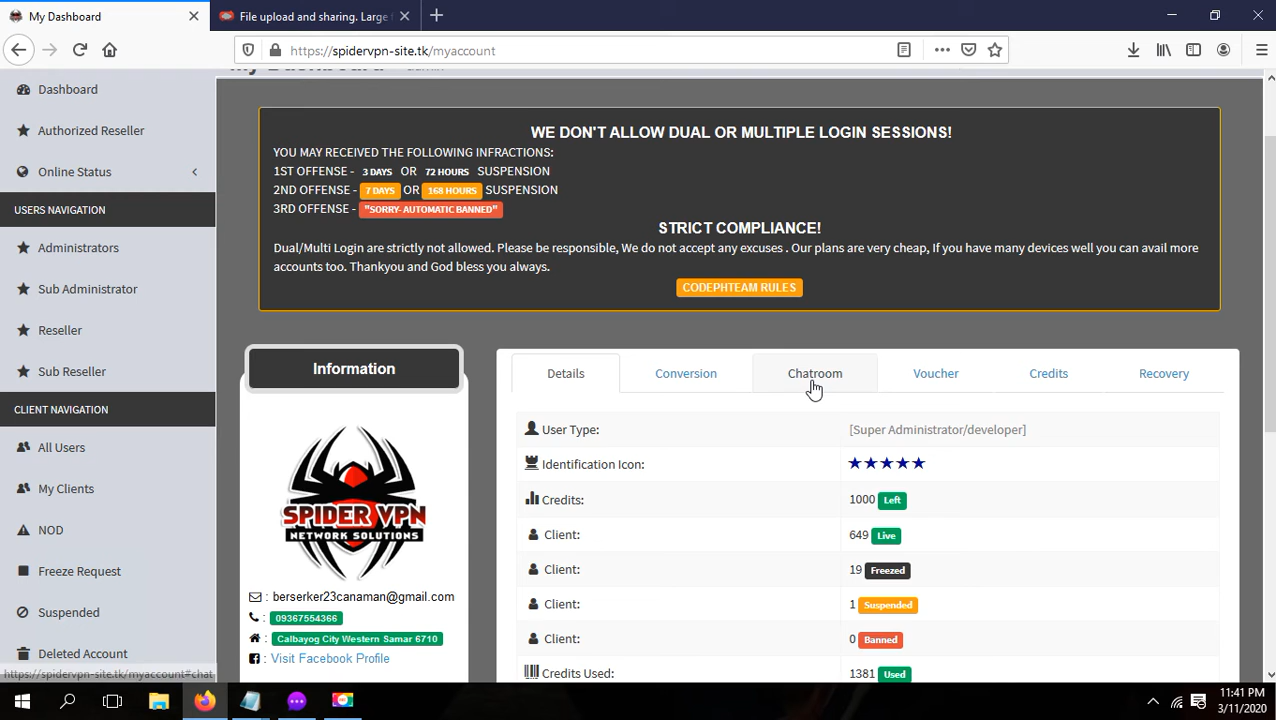 My Dashboard
File upload and sharing. Large
https://spidervpn-site.tk/myaccount
Dashboard
Authorized Reseller
Online Status
USERS NAVIGATION
Administrators
Sub Administrator
Reseller
Sub Reseller
CLIENT NAVIGATION
All Users
My Clients
NOD
Freeze Request
Suspended
Deleted Account
https://spidervpn-site.tk/myaccount#chat
My Dashboard admin
WE DON'T ALLOW DUAL OR MULTIPLE LOGIN SESSIONS!
YOU MAY RECEIVED THE FOLLOWING INFRACTIONS:
1ST OFFENSE - 3 DAYS OR 72 HOURS SUSPENSION
2ND OFFENSE - 7 DAYS OR 168 HOURS SUSPENSION
3RD OFFENSE - "SORRY- AUTOMATIC BANNED"
STRICT COMPLIANCE!
Dual/Multi Login are strictly not allowed. Please be responsible, We do not accept any excuses . Our plans are very cheap, If you have many devices well you can avail more
accounts too. Thankyou and God bless you always.
CODEPHTEAM RULES
Information
SPIDER VPN
NETWORK SOLUTIONS
: berserker23canaman@gmail.com
: 09367554366
: Calbayog City Western Samar 6710
: Visit Facebook Profile
Details Conversion Chatroom Voucher Credits Recovery
User Type: [Super Administrator/developer]
Identification Icon: ★★★★★
Credits: 1000 Left
Client: 649 Live
Client: 19 Freezed
Client: 1 Suspended
Client: 0 Banned
Credits Used: 1381 Used
11:41 PM
3/11/2020